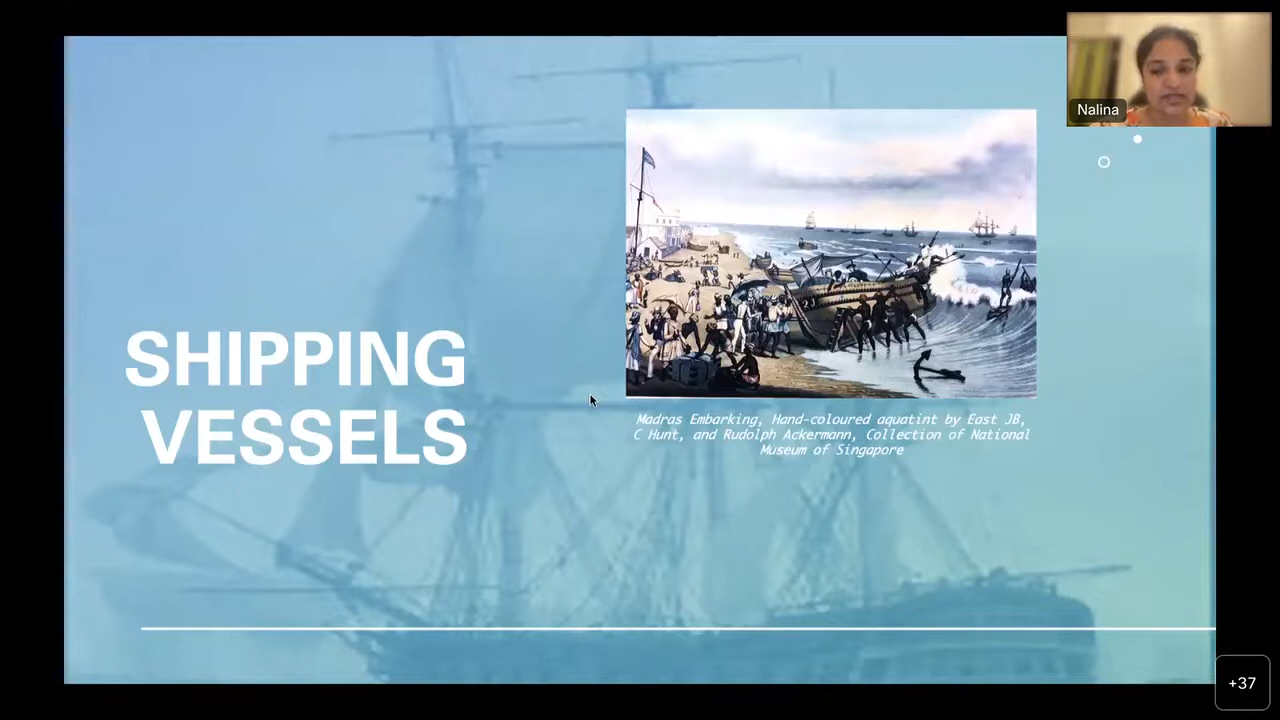 Nalina
SHIPPING
VESSELS
Madras Embarking, Hand-coloured aquatint by East JB,
C Hunt, and Rudolph Ackermann, Collection of National
Museum of Singapore
+37